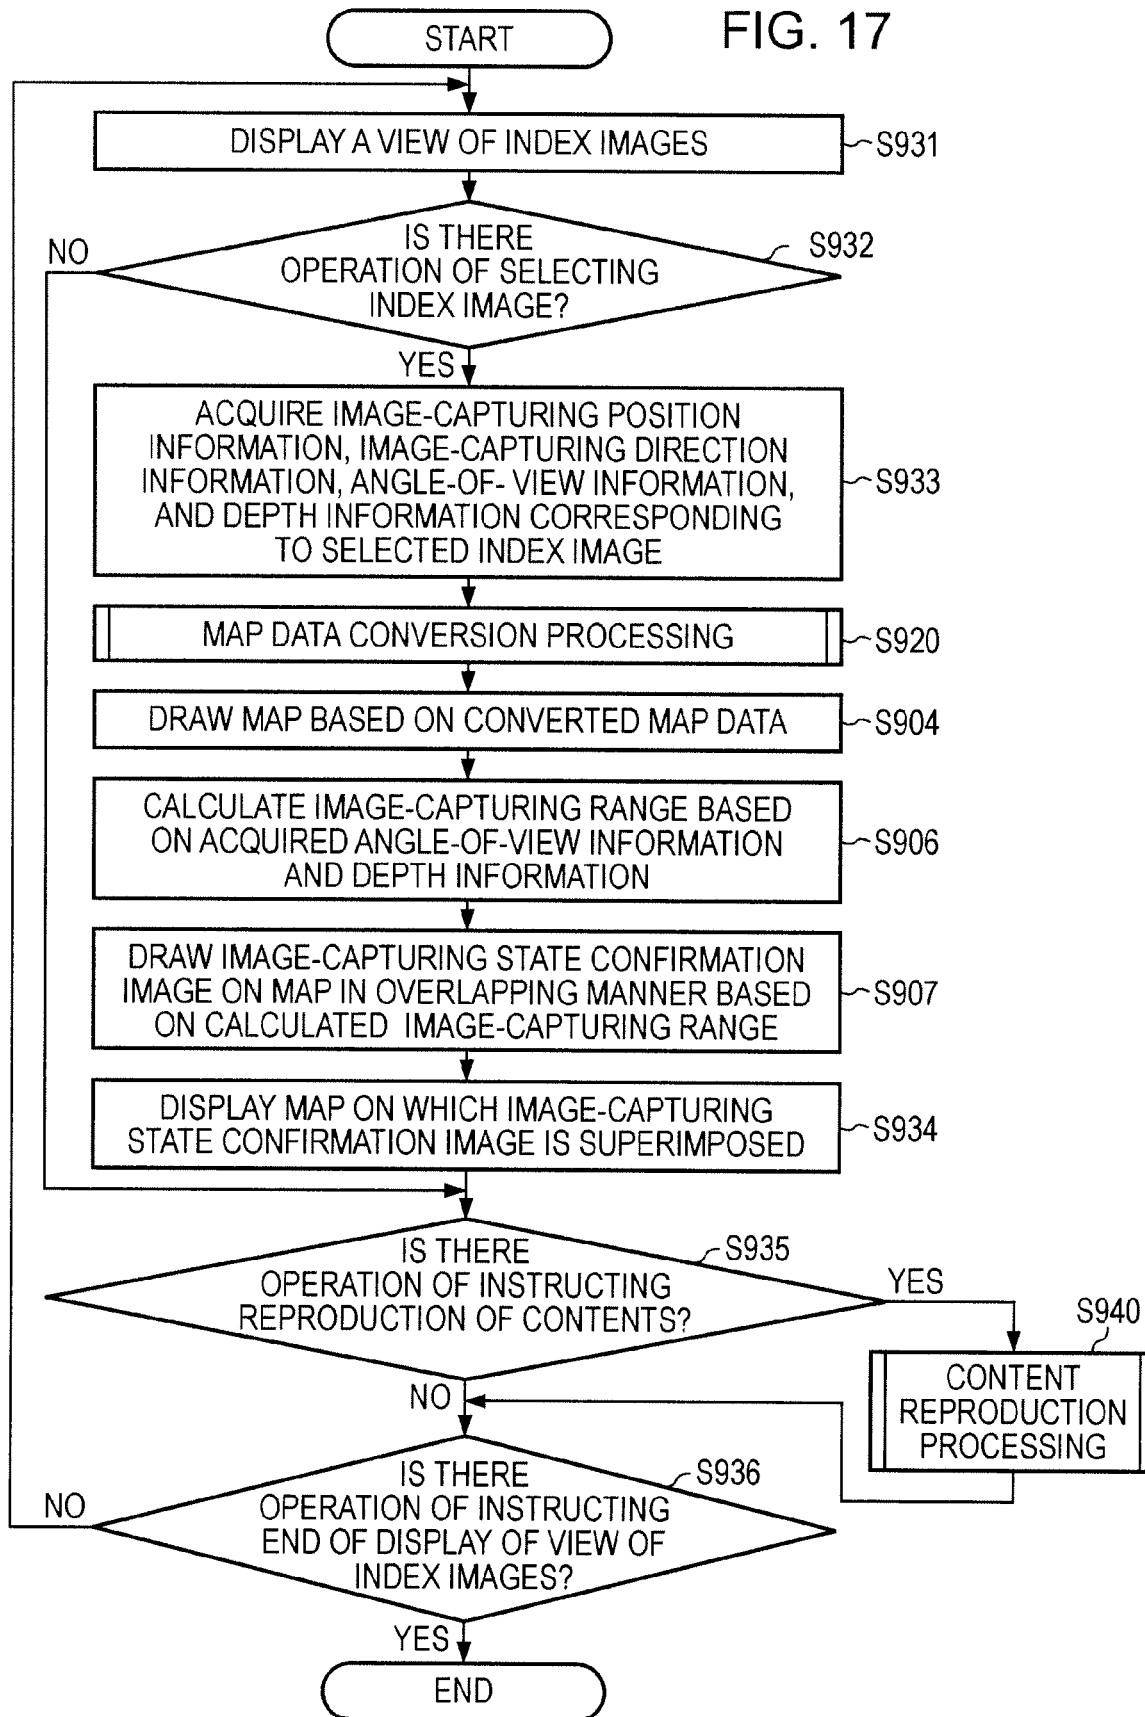 FIG. 17
START
DISPLAY A VIEW OF INDEX IMAGES
S931
IS THERE
OPERATION OF SELECTING
INDEX IMAGE?
S932
NO
YES
ACQUIRE IMAGE-CAPTURING POSITION
INFORMATION, IMAGE-CAPTURING DIRECTION
INFORMATION, ANGLE-OF- VIEW INFORMATION,
AND DEPTH INFORMATION CORRESPONDING
TO SELECTED INDEX IMAGE
S933
MAP DATA CONVERSION PROCESSING
S920
DRAW MAP BASED ON CONVERTED MAP DATA
S904
CALCULATE IMAGE-CAPTURING RANGE BASED
ON ACQUIRED ANGLE-OF-VIEW INFORMATION
AND DEPTH INFORMATION
S906
DRAW IMAGE-CAPTURING STATE CONFIRMATION
IMAGE ON MAP IN OVERLAPPING MANNER BASED
ON CALCULATED IMAGE-CAPTURING RANGE
S907
DISPLAY MAP ON WHICH IMAGE-CAPTURING
STATE CONFIRMATION IMAGE IS SUPERIMPOSED
S934
IS THERE
OPERATION OF INSTRUCTING
REPRODUCTION OF CONTENTS?
S935
YES
S940
CONTENT
REPRODUCTION
PROCESSING
NO
IS THERE
OPERATION OF INSTRUCTING
END OF DISPLAY OF VIEW OF
INDEX IMAGES?
S936
NO
YES
END